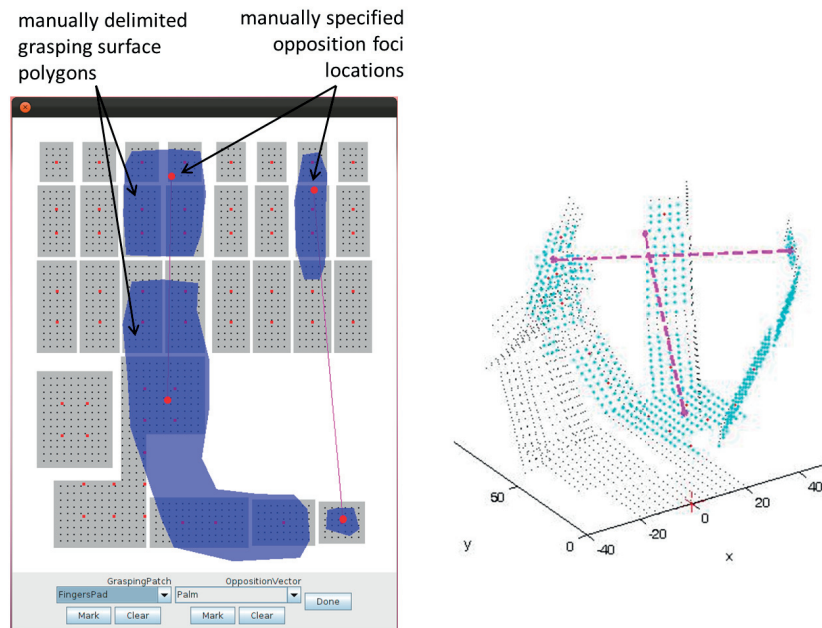 manually delimited
grasping surface
polygons
manually specified
opposition foci
locations
GraspingPatch
OppositionVector
FingersPad
Palm
Done
Mark
Clear
Mark
Clear
50
y
0
-40
-20
0
20
40
x